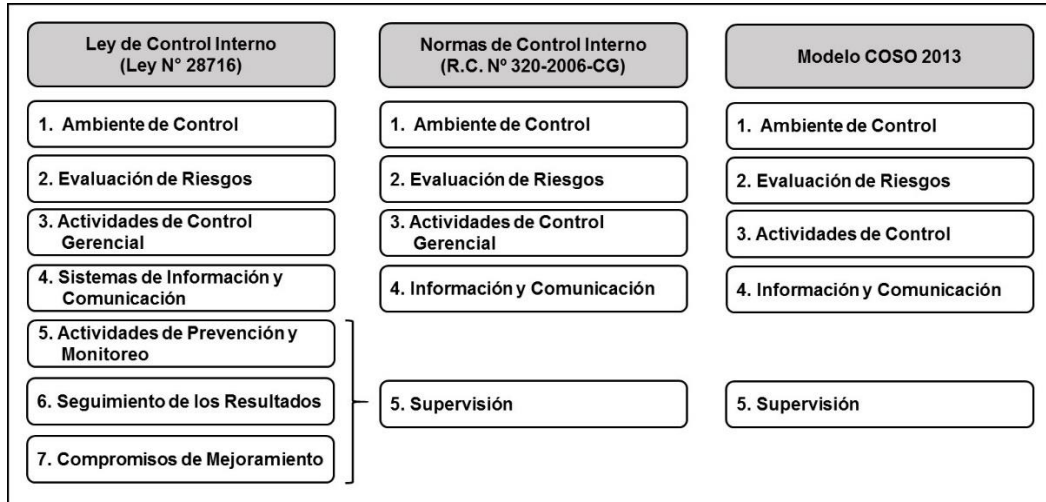 Ley de Control Interno
(Ley N° 28716)
1. Ambiente de Control
2. Evaluación de Riesgos
3. Actividades de Control
Gerencial
4. Sistemas de Información y
Comunicación
5. Actividades de Prevención y
Monitoreo
6. Seguimiento de los Resultados
7. Compromisos de Mejoramiento
Normas de Control Interno
(R.C. Nº 320-2006-CG)
1. Ambiente de Control
2. Evaluación de Riesgos
3. Actividades de Control
Gerencial
4. Información y Comunicación
5. Supervisión
Modelo COSO 2013
1. Ambiente de Control
2. Evaluación de Riesgos
3. Actividades de Control
4. Información y Comunicación
5. Supervisión